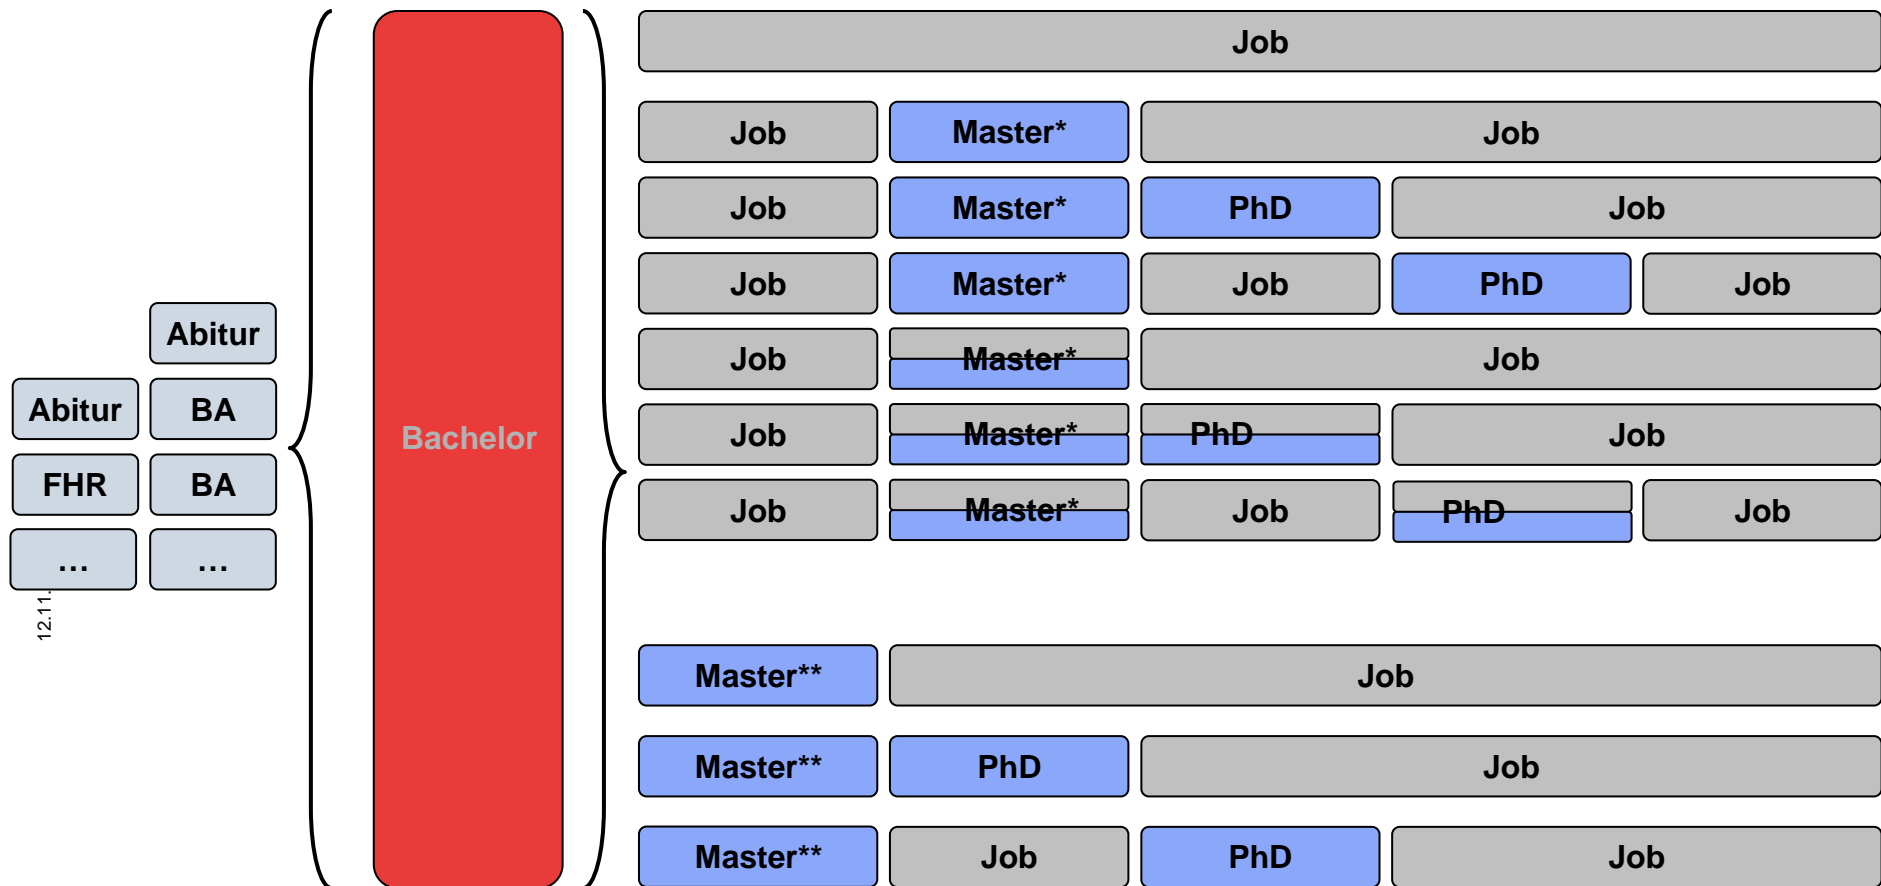 Job
Job Master* Job
Job Master* PhD Job
Job Master* Job PhD Job
Abitur
Job Master* Job
Abitur BA
Bachelor
Job Master* PhD Job
FHR BA
Job Master* Job PhD Job
... ...
12.11.
Master** Job
Master** PhD Job
Master** Job PhD Job